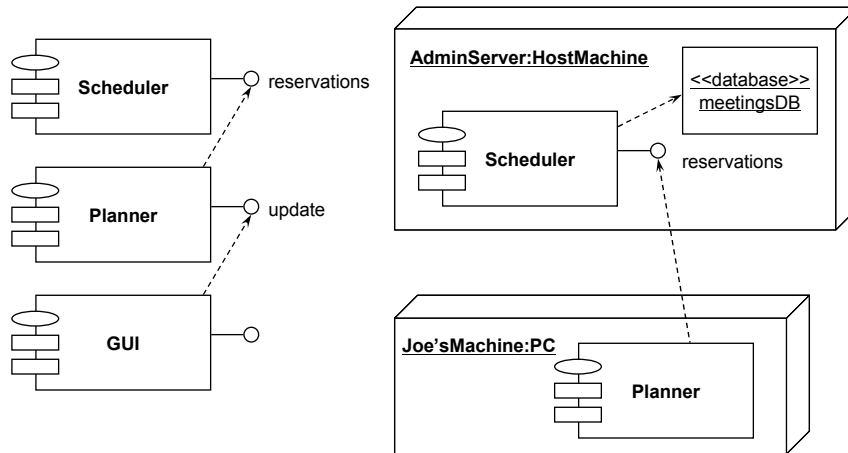 Scheduler
reservations
Planner
update
GUI
AdminServer:HostMachine
<<database>>
meetingsDB
Scheduler
reservations
Joe'sMachine:PC
Planner